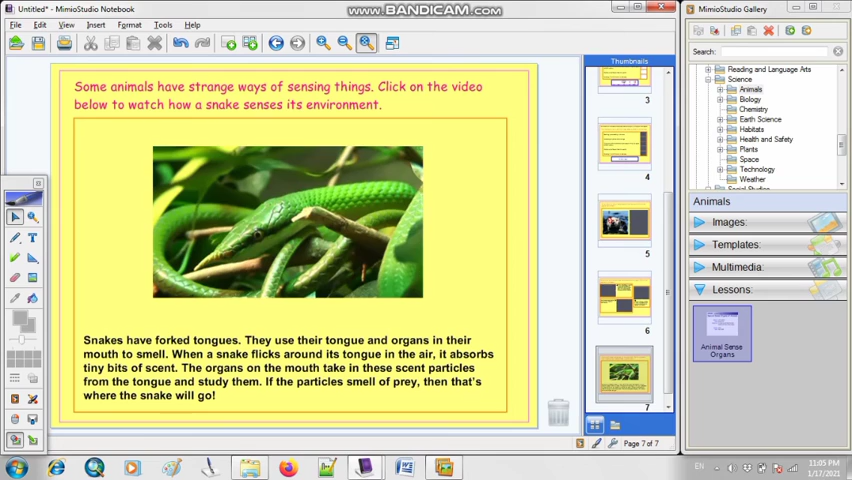 Untitled* - MimioStudio Notebook
www.BANDICAM.com
MimioStudio Gallery
File Edit View Insert Format Tools Help
Search:
Some animals have strange ways of sensing things. Click on the video
below to watch how a snake senses its environment.
Snakes have forked tongues. They use their tongue and organs in their
mouth to smell. When a snake flicks around its tongue in the air, it absorbs
tiny bits of scent. The organs on the mouth take in these scent particles
from the tongue and study them. If the particles smell of prey, then that's
where the snake will go!
Thumbnails
3
4
5
6
7
Page 7 of 7
Reading and Language Arts
Science
Animals
Biology
Chemistry
Earth Science
Habitats
Health and Safety
Plants
Space
Technology
Weather
Social Studies
Animals
Images:
Templates:
Multimedia:
Lessons:
Animal Sense
Organs
EN
11:05 PM
1/17/2021